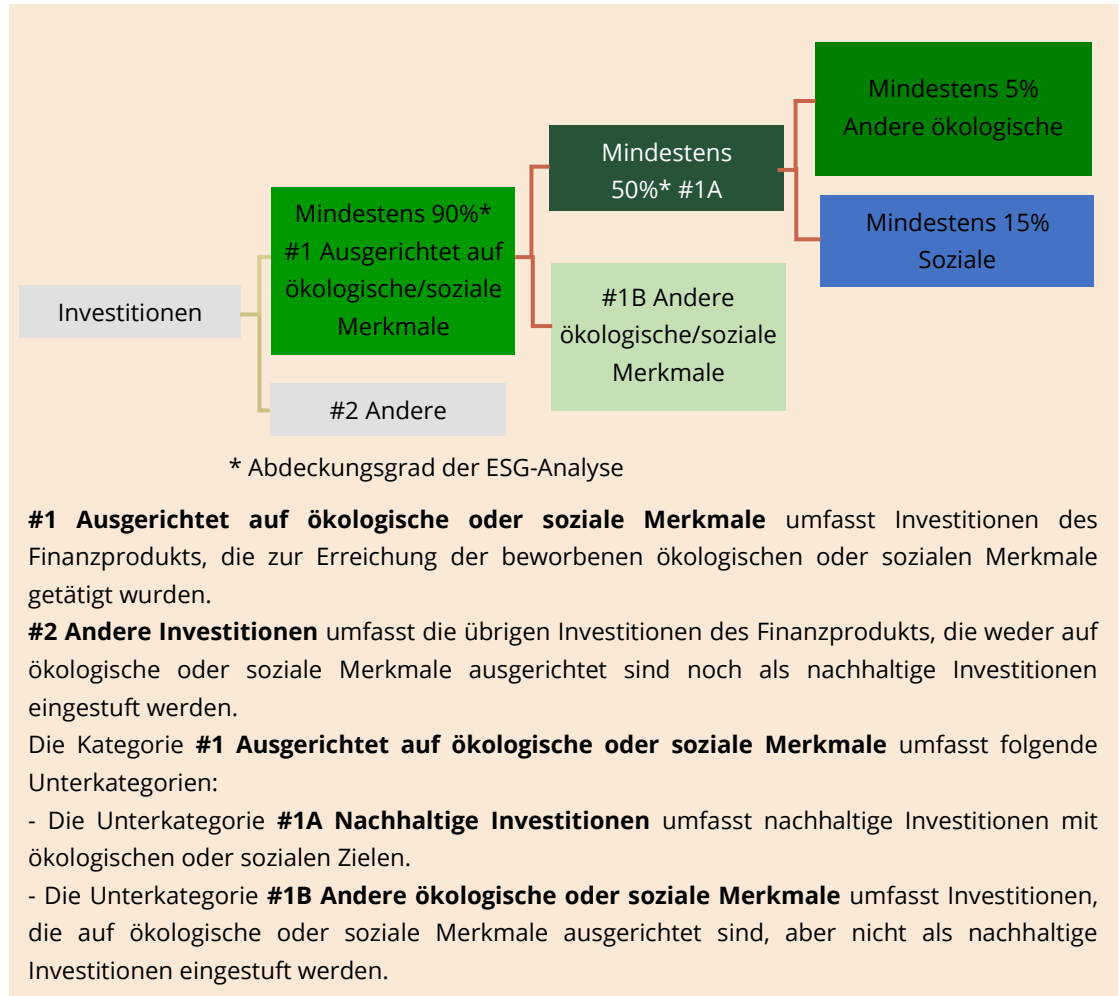 Mindestens 5%
Andere ökologische
Mindestens
50%* #1A
Mindestens 90%*
#1 Ausgerichtet auf
ökologische/soziale
Merkmale
Mindestens 15%
Soziale
#1B Andere
ökologische/soziale
Merkmale
Investitionen
#2 Andere
* Abdeckungsgrad der ESG-Analyse
#1 Ausgerichtet auf ökologische oder soziale Merkmale umfasst Investitionen des
Finanzprodukts, die zur Erreichung der beworbenen ökologischen oder sozialen Merkmale
getätigt wurden.
#2 Andere Investitionen umfasst die übrigen Investitionen des Finanzprodukts, die weder auf
ökologische oder soziale Merkmale ausgerichtet sind noch als nachhaltige Investitionen
eingestuft werden.
Die Kategorie #1 Ausgerichtet auf ökologische oder soziale Merkmale umfasst folgende
Unterkategorien:
- Die Unterkategorie #1A Nachhaltige Investitionen umfasst nachhaltige Investitionen mit
ökologischen oder sozialen Zielen.
- Die Unterkategorie #1B Andere ökologische oder soziale Merkmale umfasst Investitionen,
die auf ökologische oder soziale Merkmale ausgerichtet sind, aber nicht als nachhaltige
Investitionen eingestuft werden.